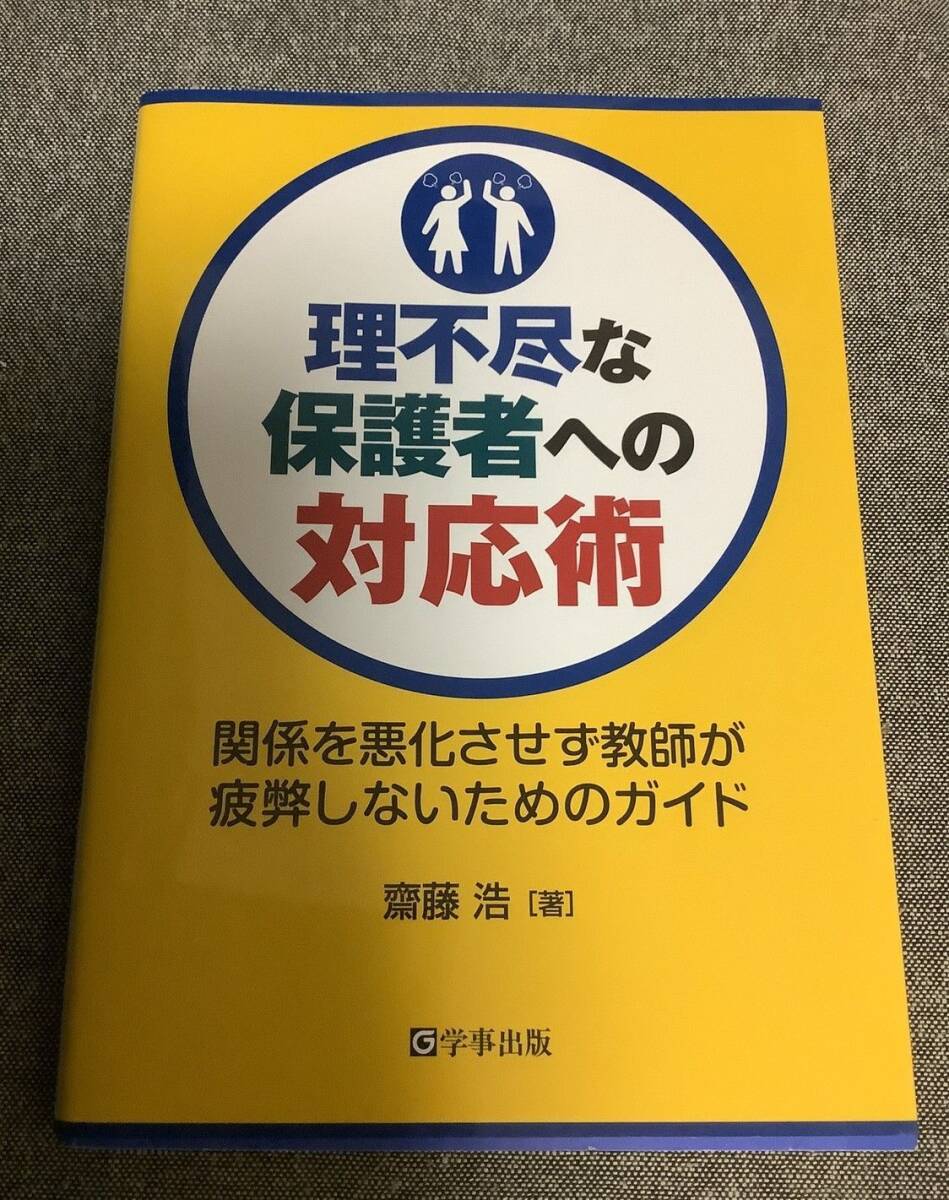 理不尽な
保護者への
対応術
関係を悪化させず教師が
疲弊しないためのガイド
齋藤 浩 [著]
G学事出版